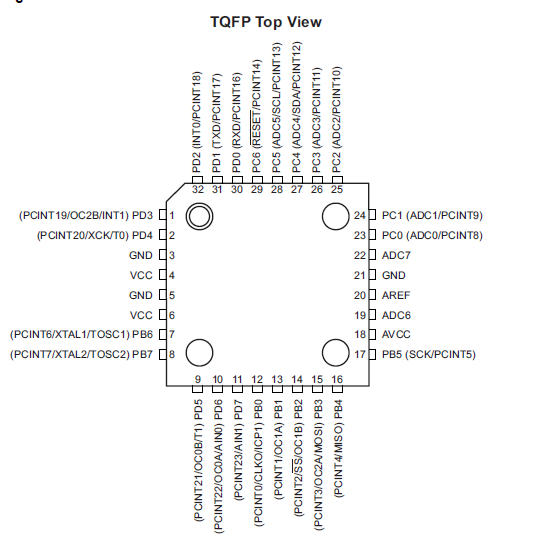 TQFP Top View
PD2 (INT0/PCINT18)
PD1 (TXD/PCINT17)
PD0 (RXD/PCINT16)
PC6 (RESET/PCINT14)
PC5 (ADC5/SCL/PCINT13)
PC4 (ADC4/SDA/PCINT12)
PC3 (ADC3/PCINT11)
PC2 (ADC2/PCINT10)
32 31 30 29 28 27 26 25
(PCINT19/OC2B/INT1) PD3 1
(PCINT20/XCK/T0) PD4 2
GND 3
VCC 4
GND 5
VCC 6
(PCINT6/XTAL1/TOSC1) PB6 7
(PCINT7/XTAL2/TOSC2) PB7 8
24 PC1 (ADC1/PCINT9)
23 PC0 (ADC0/PCINT8)
22 ADC7
21 GND
20 AREF
19 ADC6
18 AVCC
17 PB5 (SCK/PCINT5)
9 10 11 12 13 14 15 16
(PCINT21/OC0B/T1) PD5
(PCINT22/OC0A/AIN0) PD6
(PCINT23/AIN1) PD7
(PCINT0/CLKO/ICP1) PB0
(PCINT1/OC1A) PB1
(PCINT2/SS/OC1B) PB2
(PCINT3/OC2A/MOSI) PB3
(PCINT4/MISO) PB4